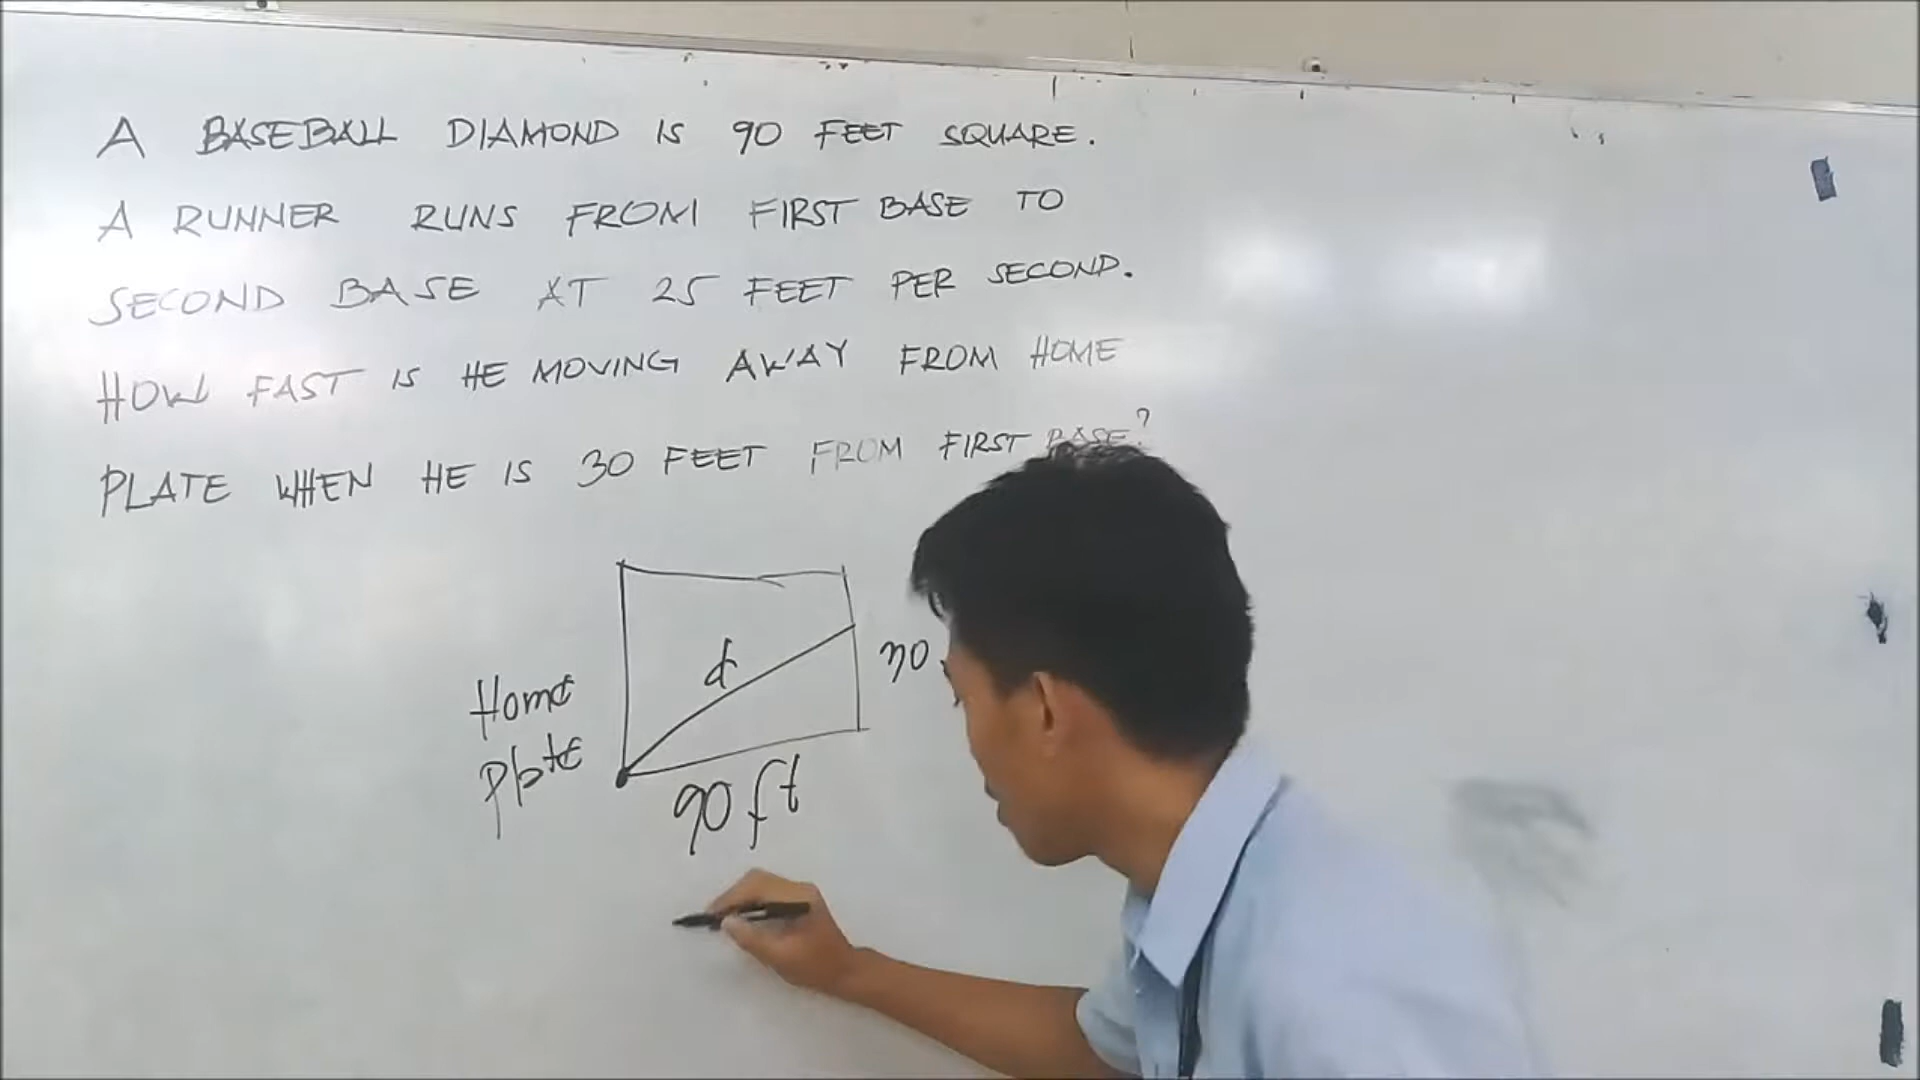 A BASEBALL DIAMOND IS 90 FEET SQUARE.
A RUNNER RUNS FROM FIRST BASE TO
SECOND BASE AT 25 FEET PER SECOND.
HOW FAST IS HE MOVING AWAY FROM HOME
PLATE WHEN HE IS 30 FEET FROM FIRST BASE?
d
30
Home
Plate
90 ft